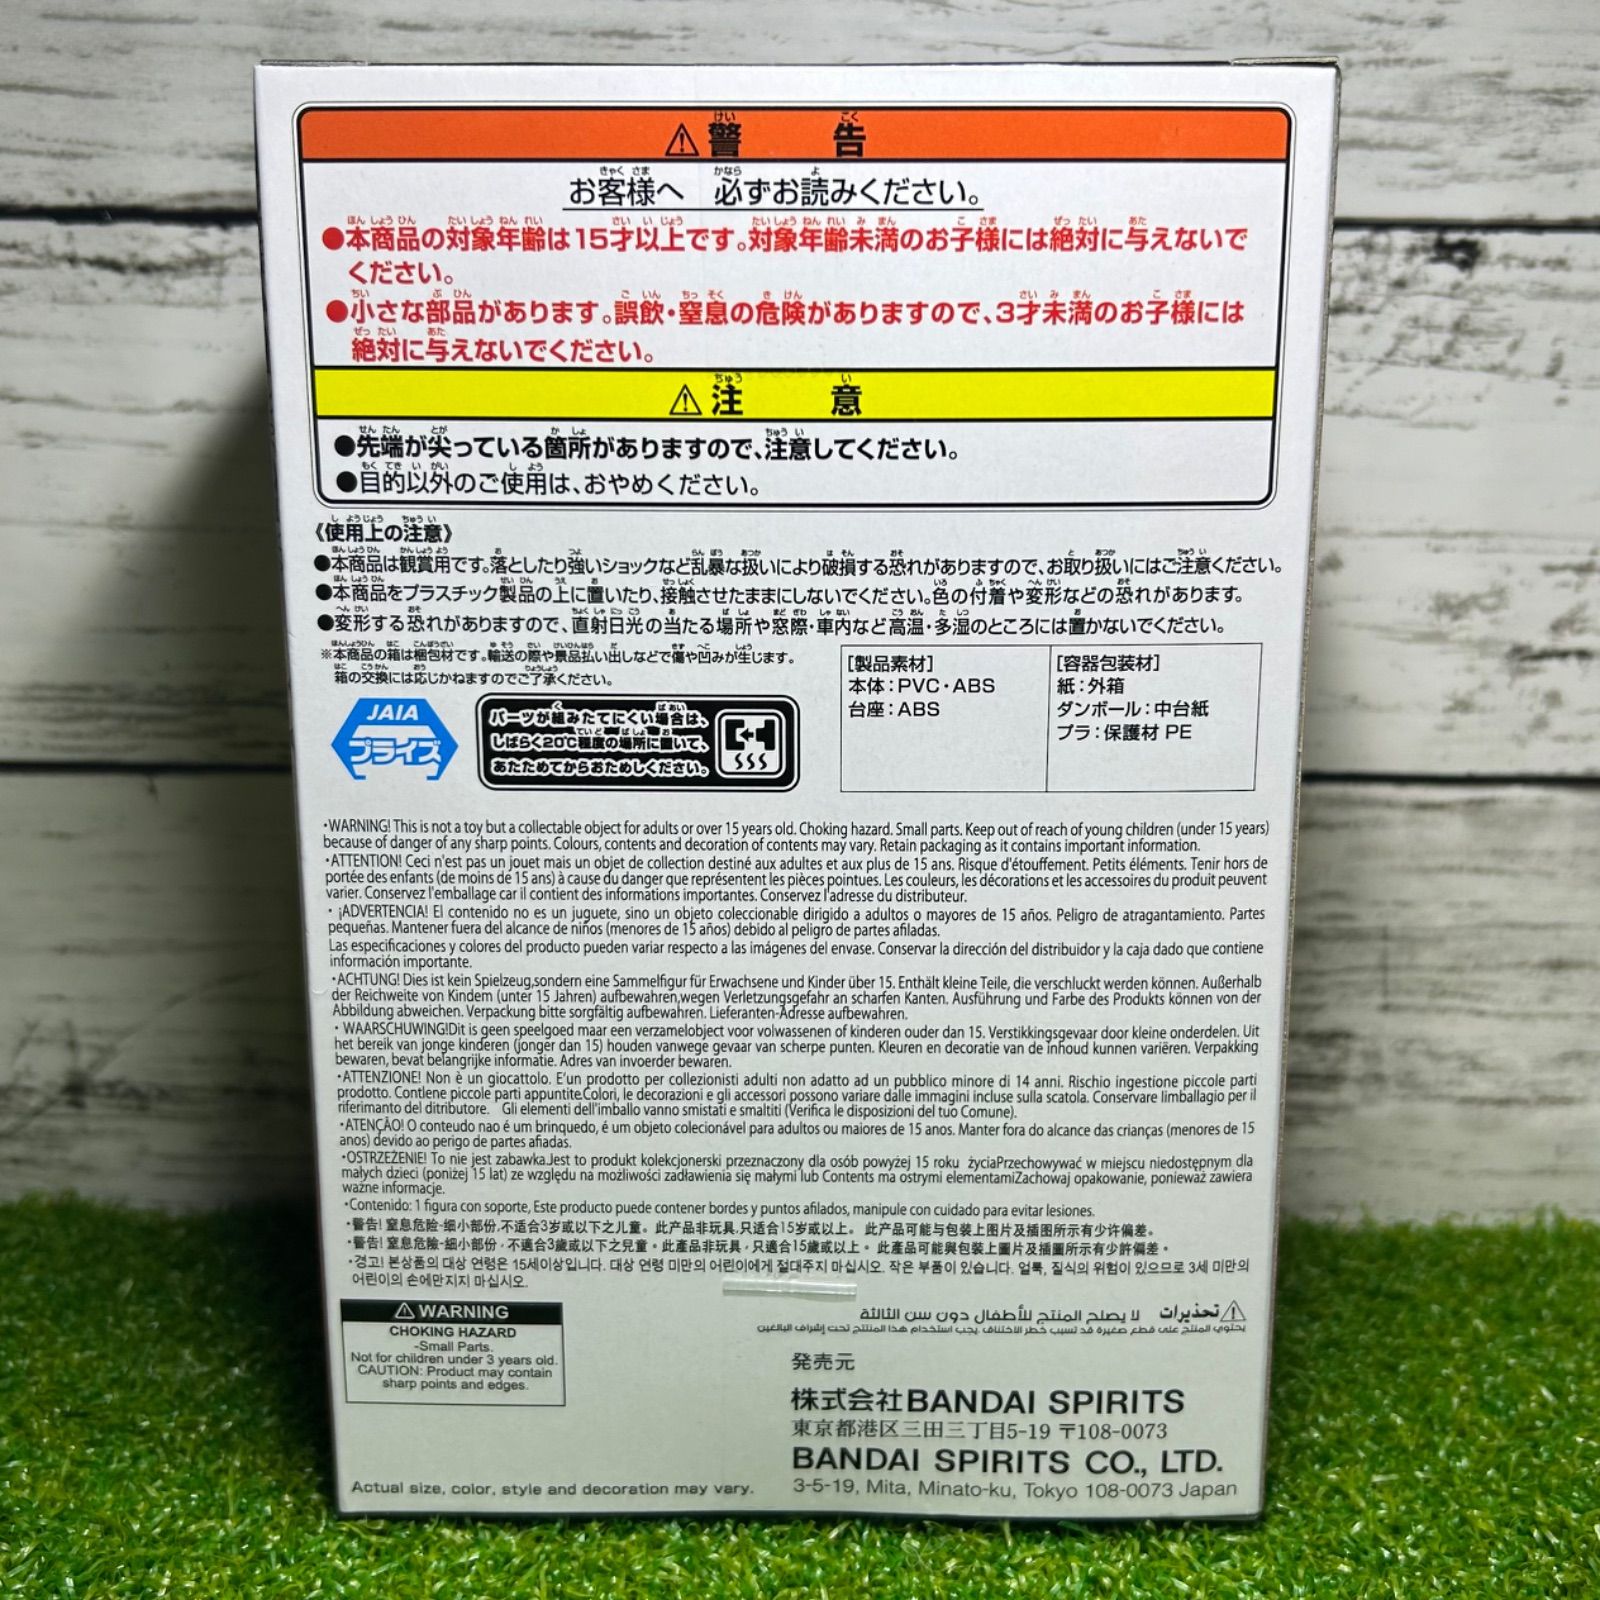 ⚠警告
お客様へ 必ずお読みください。
●本商品の対象年齢は15才以上です。対象年齢未満のお子様には絶対に与えないで
ください。
●小さな部品があります。誤飲・窒息の危険がありますので、3才未満のお子様には
絶対に与えないでください。
⚠注意
●先端が尖っている箇所がありますので、注意してください。
●目的以外のご使用は、おやめください。
《使用上の注意》
●本商品は観賞用です。落としたり強いショックなど乱暴な扱いにより破損する恐れがありますので、お取り扱いにはご注意ください。
●本商品をプラスチック製品の上に置いたり、接触させたままにしないでください。色の付着や変形などの恐れがあります。
●変形する恐れがありますので、直射日光の当たる場所や窓際・車内など高温・多湿のところには置かないでください。
※本商品の箱は梱包材です。輸送の際や景品払い出しなどで傷や凹みが生じます。
箱の交換には応じかねますのでご了承ください。
JAIA
プライズ
パーツが組みたてにくい場合は、
しばらく20℃程度の場所に置いて、
あたためてからおためしください。
[製品素材]
本体:PVC・ABS
台座:ABS
[容器包装材]
紙:外箱
ダンボール:中台紙
プラ:保護材 PE
・WARNING! This is not a toy but a collectable object for adults or over 15 years old. Choking hazard. Small parts. Keep out of reach of young children (under 15 years)
because of danger of any sharp points. Colours, contents and decoration of contents may vary. Retain packaging as it contains important information.
・ATTENTION! Ceci n'est pas un jouet mais un objet de collection destiné aux adultes et aux plus de 15 ans. Risque d'étouffement. Petits éléments. Tenir hors de
portée des enfants (de moins de 15 ans) à cause du danger que représentent les pièces pointues. Les couleurs, les décorations et les accessoires du produit peuvent
varier. Conservez l'emballage car il contient des informations importantes. Conservez l'adresse du distributeur.
・¡ADVERTENCIA! El contenido no es un juguete, sino un objeto coleccionable dirigido a adultos o mayores de 15 años. Peligro de atragantamiento. Partes
pequeñas. Mantener fuera del alcance de niños (menores de 15 años) debido al peligro de partes afiladas.
Las especificaciones y colores del producto pueden variar respecto a las imágenes del envase. Conservar la dirección del distribuidor y la caja dado que contiene
información importante.
・ACHTUNG! Dies ist kein Spielzeug,sondern eine Sammelfigur für Erwachsene und Kinder über 15. Enthält kleine Teile, die verschluckt werden können. Außerhalb
der Reichweite von Kindem (unter 15 Jahren) aufbewahren,wegen Verletzungsgefahr an scharfen Kanten. Ausführung und Farbe des Produkts können von der
Abbildung abweichen. Verpackung bitte sorgfältig aufbewahren. Lieferanten-Adresse aufbewahren.
・WAARSCHUWING!Dit is geen speelgoed maar een verzamelobject voor volwassenen of kinderen ouder dan 15. Verstikkingsgevaar door kleine onderdelen. Uit
het bereik van jonge kinderen (jonger dan 15) houden vanwege gevaar van scherpe punten. Kleuren en decoratie van de inhoud kunnen variëren. Verpakking
bewaren, bevat belangrijke informatie. Adres van invoerder bewaren.
・ATTENZIONE! Non è un giocattolo. E'un prodotto per collezionisti adulti non adatto ad un pubblico minore di 14 anni. Rischio ingestione piccole parti
prodotto. Contiene piccole parti appuntite.Colori, le decorazioni e gli accessori possono variare dalle immagini incluse sulla scatola. Conservare limballagio per il
riferimanto del ditributore. Gli elementi dell'imballo vanno smistati e smaltiti (Verifica le disposizioni del tuo Comune).
・ATENÇÃO! O conteudo nao é um brinquedo, é um objeto colecionável para adultos ou maiores de 15 anos. Manter fora do alcance das crianças (menores de 15
anos) devido ao perigo de partes afiadas.
・OSTRZEŻENIE! To nie jest zabawka.Jest to produkt kolekcjonerski przeznaczony dla osób powyżej 15 roku życiaPrzechowywać w miejscu niedostępnym dla
małych dzieci (poniżej 15 lat) ze względu na możliwości zadławienia się małymi lub Contents ma ostrymi elementamiZachowaj opakowanie, ponieważ zawiera
ważne informacje.
・Contenido: 1 figura con soporte, Este producto puede contener bordes y puntos afilados, manipule con cuidado para evitar lesiones.
・警告! 窒息危险-细小部份,不适合3岁或以下之儿童。此产品非玩具,只适合15岁或以上。此产品可能与包装上图片及插图所示有少许偏差。
・警告! 窒息危險-細小部份,不適合3歲或以下之兒童。此產品非玩具,只適合15歲或以上。此產品可能與包裝上圖片及插圖所示有少許偏差。
・경고! 본상품의 대상 연령은 15세이상입니다. 대상 연령 미만의 어린이에게 절대주지 마십시오. 작은 부품이 있습니다. 얼룩, 질식의 위험이 있으므로 3세 미만의
어린이의 손에만지지 마십시오.
⚠تحذيرات لا يصلح المنتج للأطفال دون سن الثالثة
يحتوي المنتج على قطع صغيرة قد تسبب خطر الاختناق. يجب استخدام هذا المنتج تحت إشراف البالغين
⚠WARNING
CHOKING HAZARD
-Small Parts.
Not for children under 3 years old.
CAUTION: Product may contain
sharp points and edges.
発売元
株式会社BANDAI SPIRITS
東京都港区三田三丁目5-19 〒108-0073
BANDAI SPIRITS CO., LTD.
3-5-19, Mita, Minato-ku, Tokyo 108-0073 Japan
Actual size, color, style and decoration may vary.